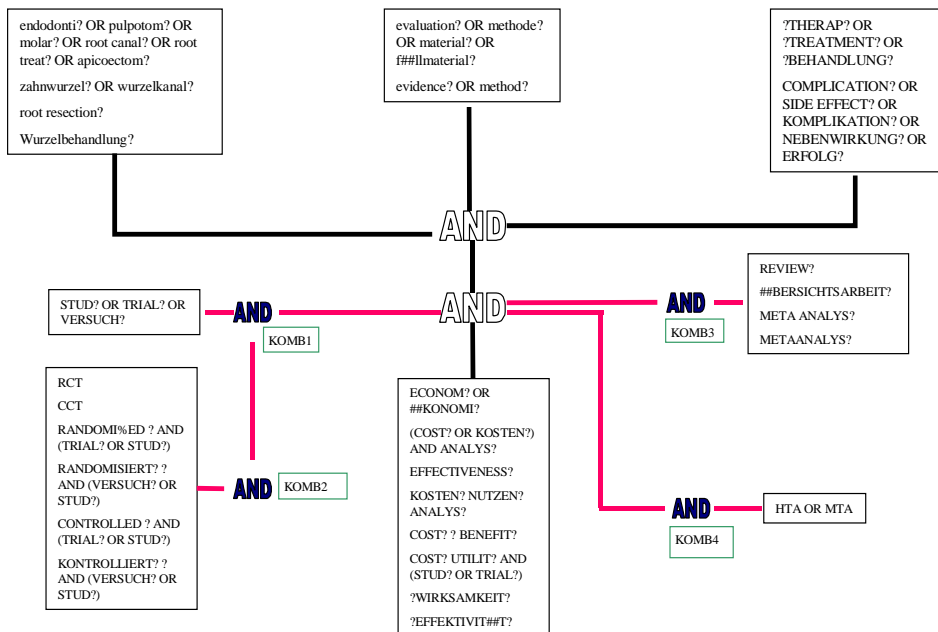 endodonti? OR pulpotom? OR
molar? OR root canal? OR root
treat? OR apicoectom?
zahnwurzel? OR wurzelkanal?
root resection?
Wurzelbehandlung?
evaluation? OR methode?
OR material? OR
f##llmaterial?
evidence? OR method?
?THERAP? OR
?TREATMENT? OR
?BEHANDLUNG?
COMPLICATION? OR
SIDE EFFECT? OR
KOMPLIKATION? OR
NEBENWIRKUNG? OR
ERFOLG?
AND
STUD? OR TRIAL? OR
VERSUCH?
AND
KOMB1
AND
AND
KOMB3
REVIEW?
##BERSICHTSARBEIT?
META ANALYS?
METAANALYS?
RCT
CCT
RANDOMI%ED ? AND
(TRIAL? OR STUD?)
RANDOMISIERT? ?
AND (VERSUCH? OR
STUD?)
CONTROLLED ? AND
(TRIAL? OR STUD?)
KONTROLLIERT? ?
AND (VERSUCH? OR
STUD?)
AND
KOMB2
ECONOM? OR
##KONOMI?
(COST? OR KOSTEN?)
AND ANALYS?
EFFECTIVENESS?
KOSTEN? NUTZEN?
ANALYS?
COST? ? BENEFIT?
COST? UTILIT? AND
(STUD? OR TRIAL?)
?WIRKSAMKEIT?
?EFFEKTIVIT##T?
AND
KOMB4
HTA OR MTA